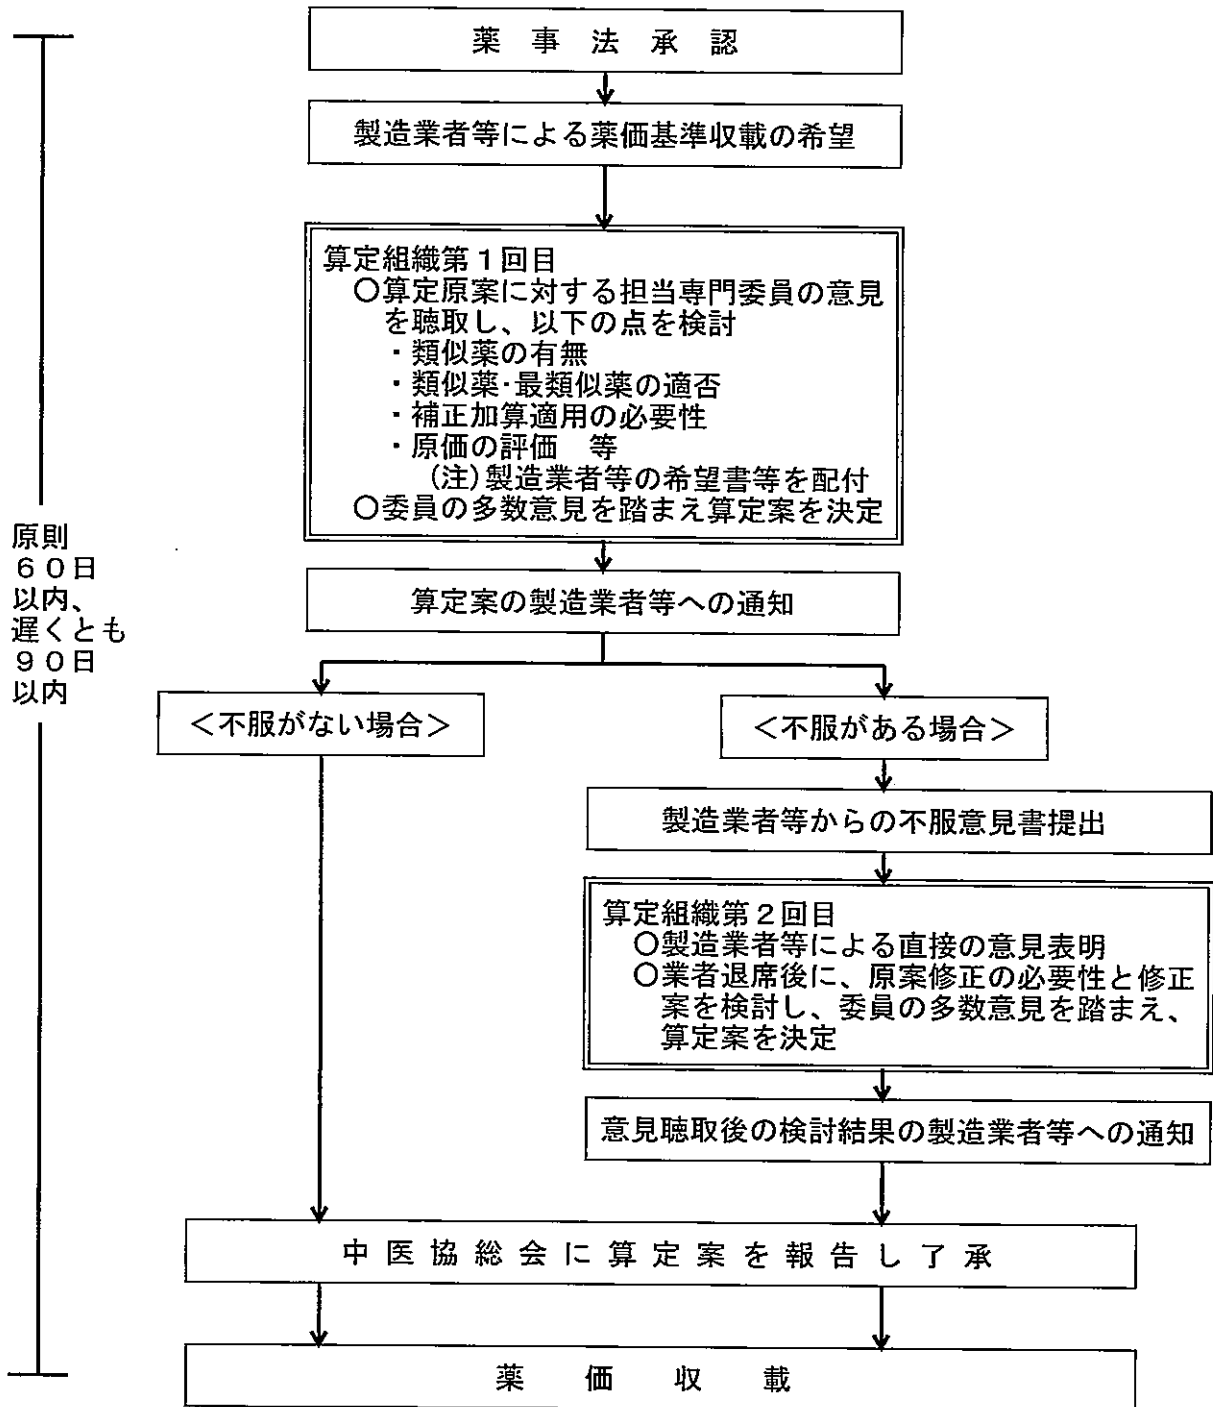 薬事法承認
製造業者等による薬価基準収載の希望
算定組織第１回目
○算定原案に対する担当専門委員の意見
を聴取し、以下の点を検討
・類似薬の有無
・類似薬・最類似薬の適否
・補正加算適用の必要性
・原価の評価　等
(注)製造業者等の希望書等を配付
○委員の多数意見を踏まえ算定案を決定
原則
６０日
以内、
遅くとも
９０日
以内
算定案の製造業者等への通知
＜不服がない場合＞
＜不服がある場合＞
製造業者等からの不服意見書提出
算定組織第２回目
○製造業者等による直接の意見表明
○業者退席後に、原案修正の必要性と修正
案を検討し、委員の多数意見を踏まえ、
算定案を決定
意見聴取後の検討結果の製造業者等への通知
中医協総会に算定案を報告し了承
薬価収載